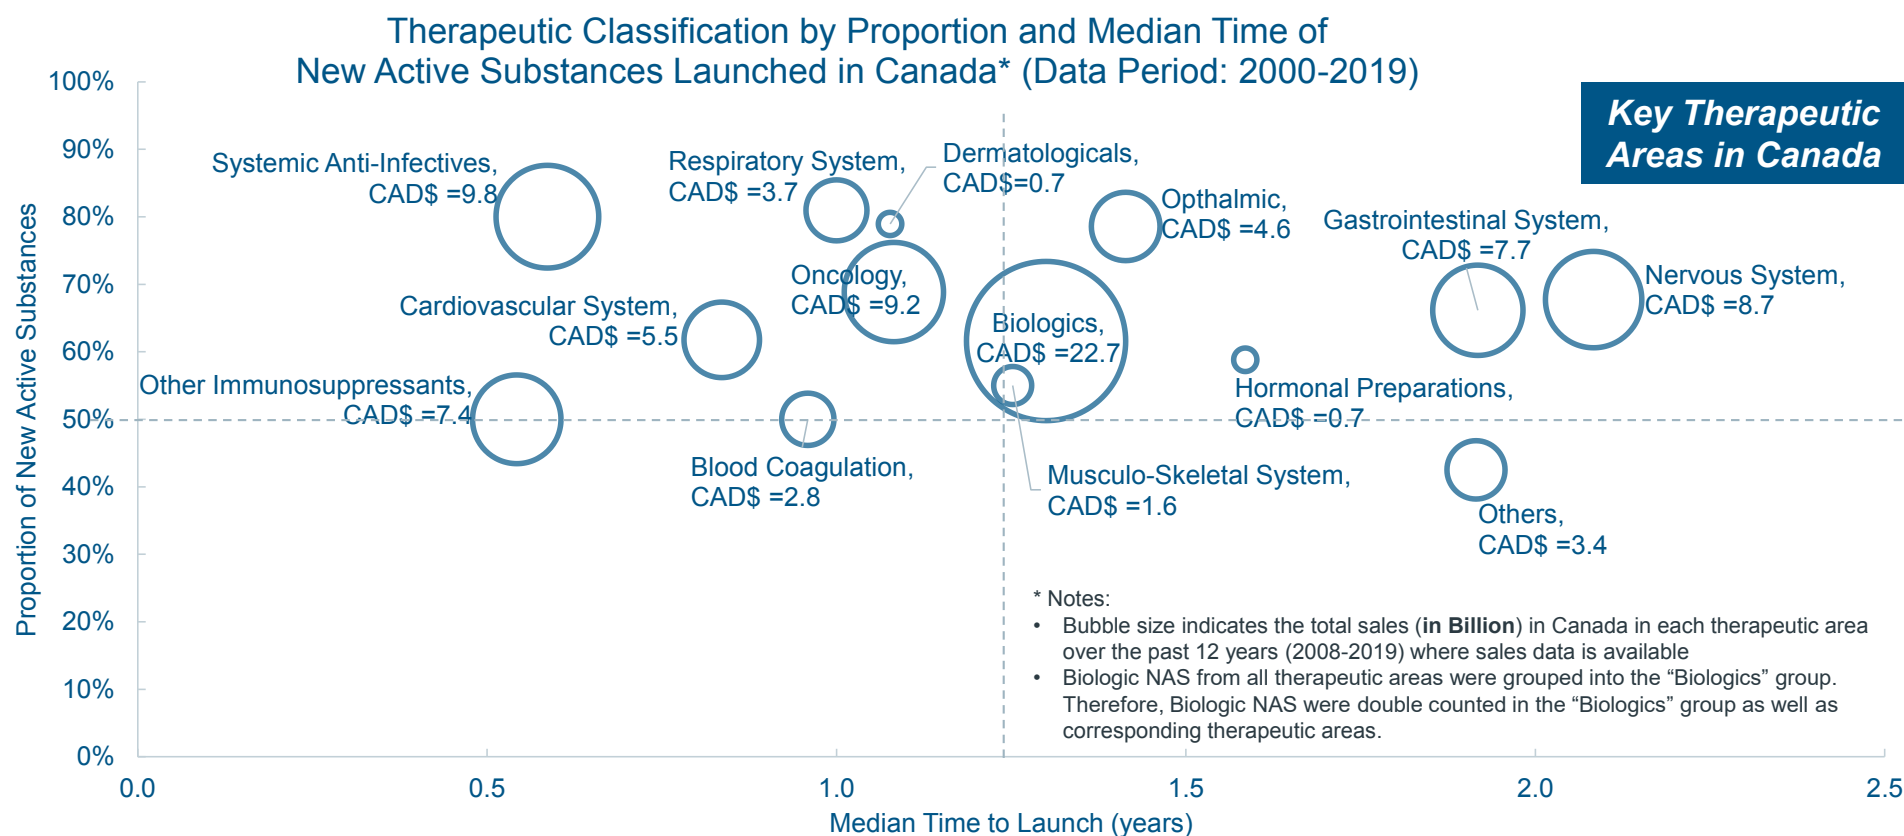 Therapeutic Classification by Proportion and Median Time of
New Active Substances Launched in Canada* (Data Period: 2000-2019)
Key Therapeutic
Areas in Canada
Proportion of New Active Substances
100%
90%
80%
70%
60%
50%
40%
30%
20%
10%
0%
Systemic Anti-Infectives,
CAD$ =9.8
Respiratory System,
CAD$ =3.7
Dermatologicals,
CAD$=0.7
Opthalmic,
CAD$ =4.6
Gastrointestinal System,
CAD$ =7.7
Nervous System,
CAD$ =8.7
Cardiovascular System,
CAD$ =5.5
Oncology,
CAD$ =9.2
Biologics,
CAD$ =22.7
Other Immunosuppressants,
CAD$ =7.4
Hormonal Preparations,
CAD$ =0.7
Blood Coagulation,
CAD$ =2.8
Musculo-Skeletal System,
CAD$ =1.6
Others,
CAD$ =3.4
* Notes:
• Bubble size indicates the total sales (in Billion) in Canada in each therapeutic area
over the past 12 years (2008-2019) where sales data is available
• Biologic NAS from all therapeutic areas were grouped into the “Biologics” group.
Therefore, Biologic NAS were double counted in the “Biologics” group as well as
corresponding therapeutic areas.
0.0
0.5
1.0
1.5
2.0
2.5
Median Time to Launch (years)